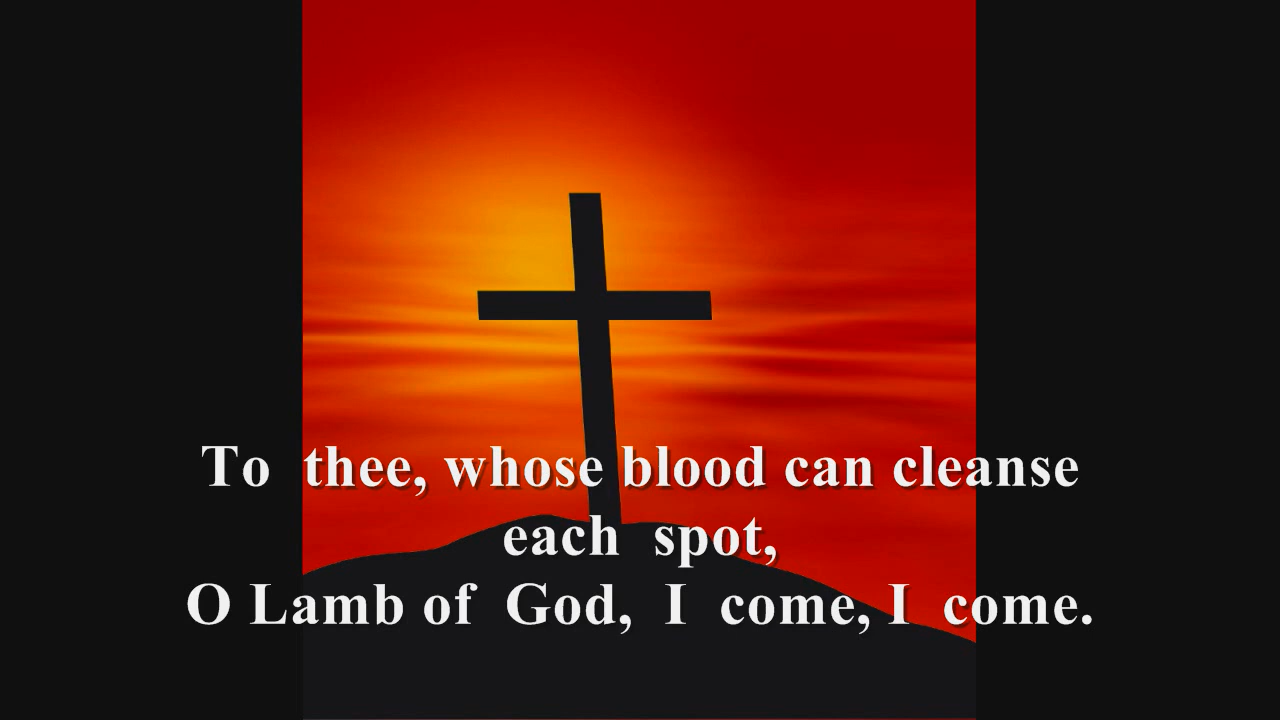 To thee, whose blood can cleanse
each spot,
O Lamb of God, I come, I come.